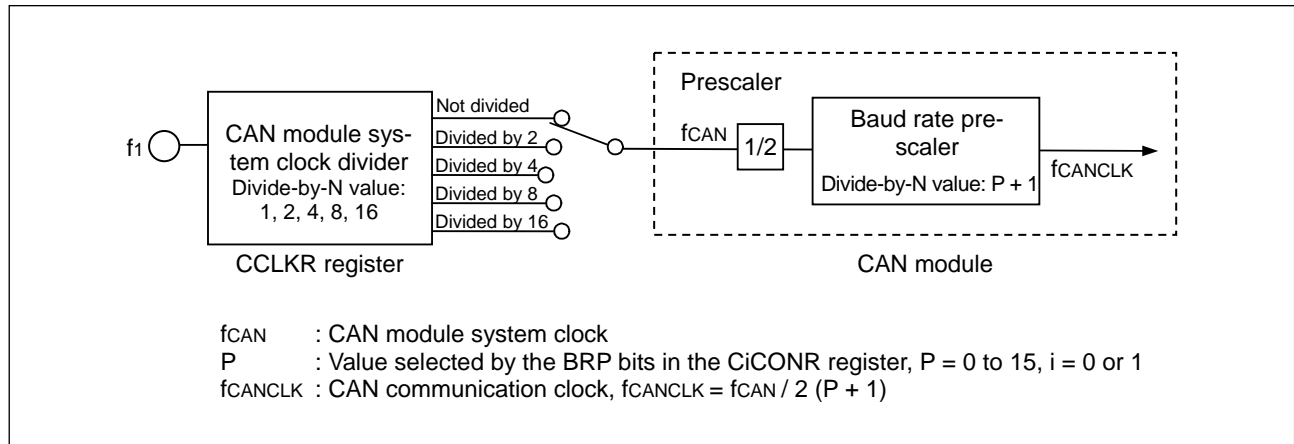 Prescaler
Not divided
CAN module sys-
tem clock divider
Divide-by-N value:
1, 2, 4, 8, 16
f1
Divided by 2
Divided by 4
Divided by 8
Divided by 16
fCAN
1/2
Baud rate pre-
scaler
Divide-by-N value: P + 1
fCANCLK
CCLKR register
CAN module
fCAN : CAN module system clock
P : Value selected by the BRP bits in the CiCONR register, P = 0 to 15, i = 0 or 1
fCANCLK : CAN communication clock, fCANCLK = fCAN / 2 (P + 1)